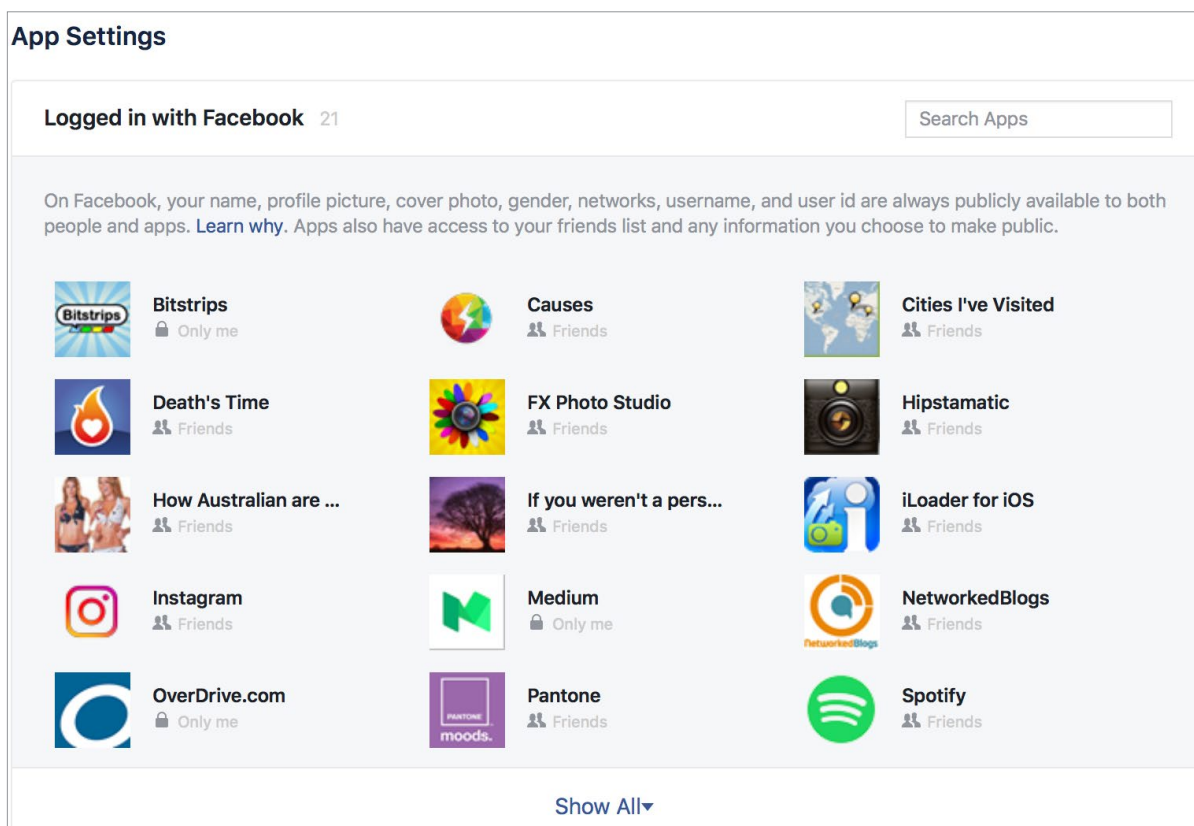 App Settings
Logged in with Facebook 21
Search Apps
On Facebook, your name, profile picture, cover photo, gender, networks, username, and user id are always publicly available to both
people and apps. Learn why. Apps also have access to your friends list and any information you choose to make public.
Bitstrips
Bitstrips
Only me
Causes
Friends
Cities I've Visited
Friends
Death's Time
Friends
FX Photo Studio
Friends
Hipstamatic
Friends
How Australian are ...
Friends
If you weren't a pers...
Friends
iLoader for iOS
Friends
Instagram
Friends
Medium
Only me
NetworkedBlogs
NetworkedBlogs
Friends
OverDrive.com
Only me
PANTONE
moods.
Pantone
Friends
Spotify
Friends
Show All